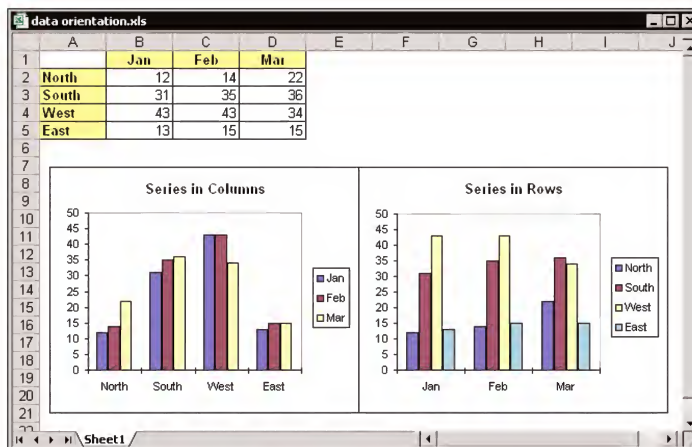 data orientation.xls
A B C D E F G H I J
1 Jan Feb Mar
2 North 12 14 22
3 South 31 35 36
4 West 43 43 34
5 East 13 15 15
6
7
8
9
10
11
12
13
14
15
16
17
18
19
20
21
Series in Columns
50
45
40
35
30
25
20
15
10
5
0
North South West East
Jan
Feb
Mar
Series in Rows
50
45
40
35
30
25
20
15
10
5
0
Jan Feb Mar
North
South
West
East
Sheet1